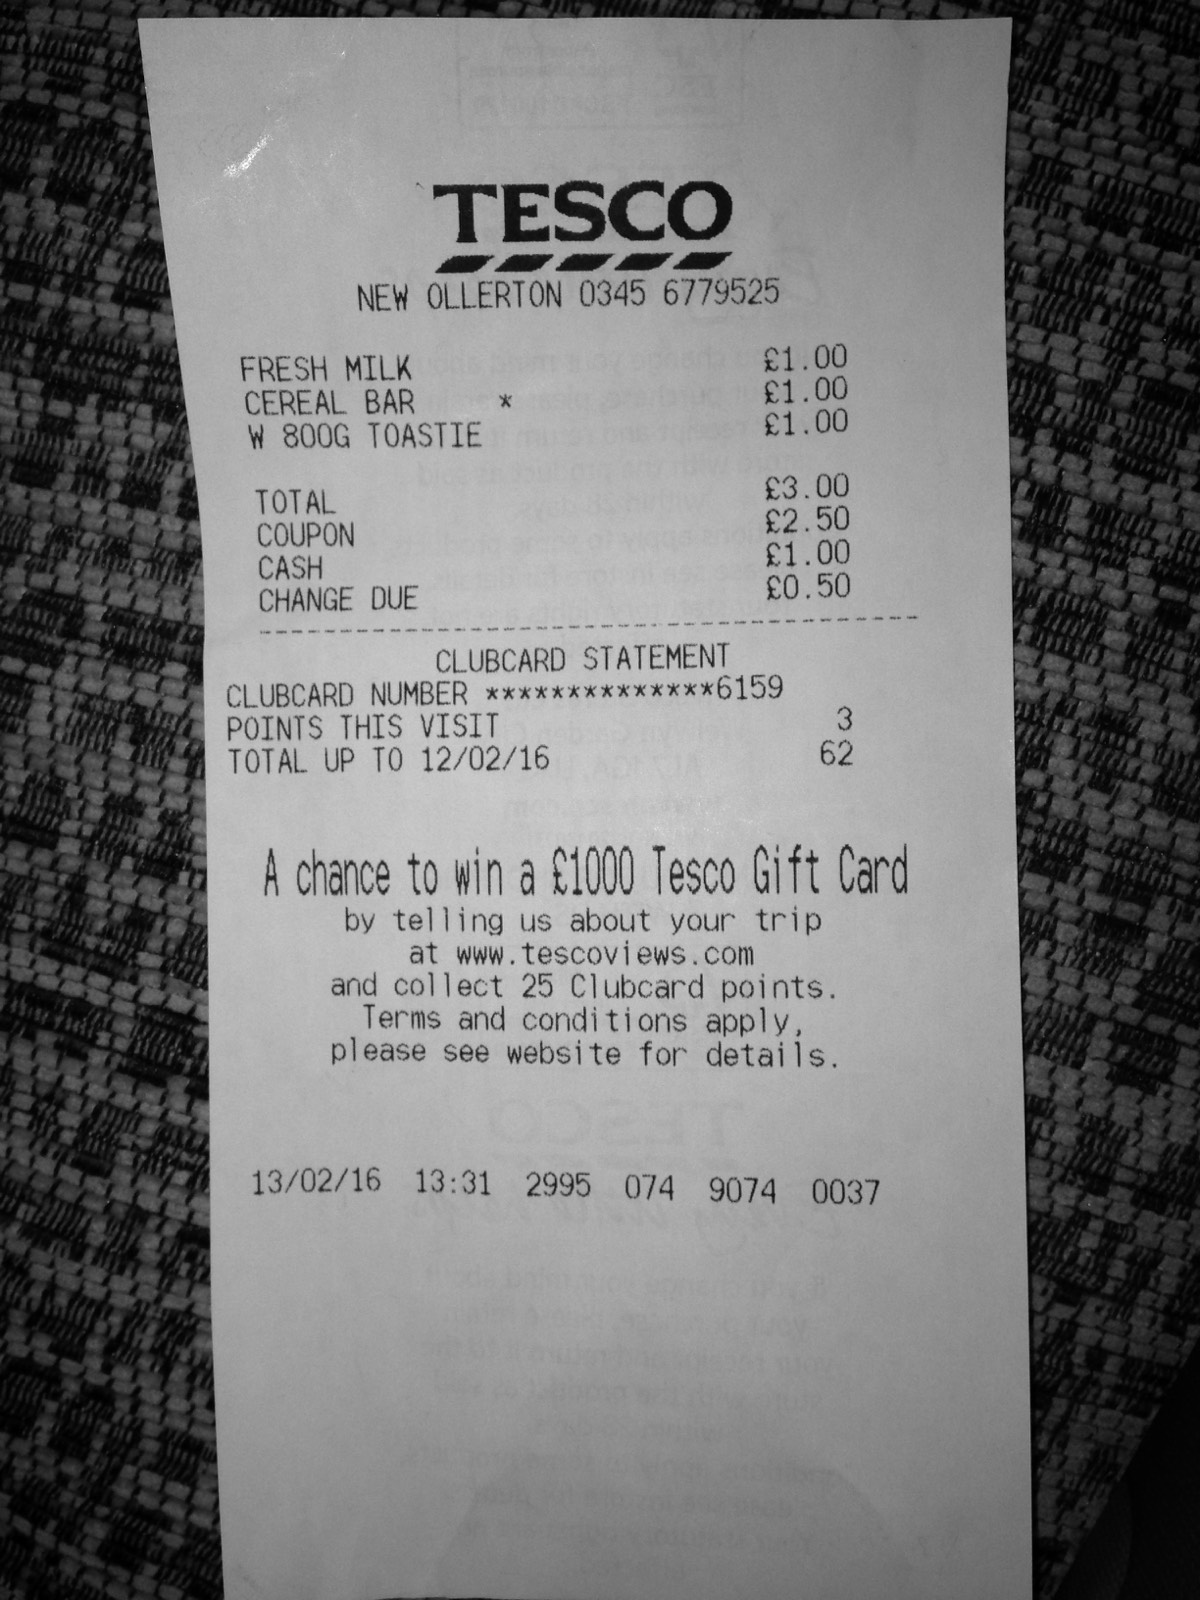 TESCO
NEW OLLERTON 0345 6779525
FRESH MILK £1.00
CEREAL BAR * £1.00
W 800G TOASTIE £1.00
TOTAL £3.00
COUPON £2.50
CASH £1.00
CHANGE DUE £0.50
CLUBCARD STATEMENT
CLUBCARD NUMBER **************6159
POINTS THIS VISIT 3
TOTAL UP TO 12/02/16 62
A chance to win a £1000 Tesco Gift Card
by telling us about your trip
at www.tescoviews.com
and collect 25 Clubcard points.
Terms and conditions apply,
please see website for details.
13/02/16 13:31 2995 074 9074 0037